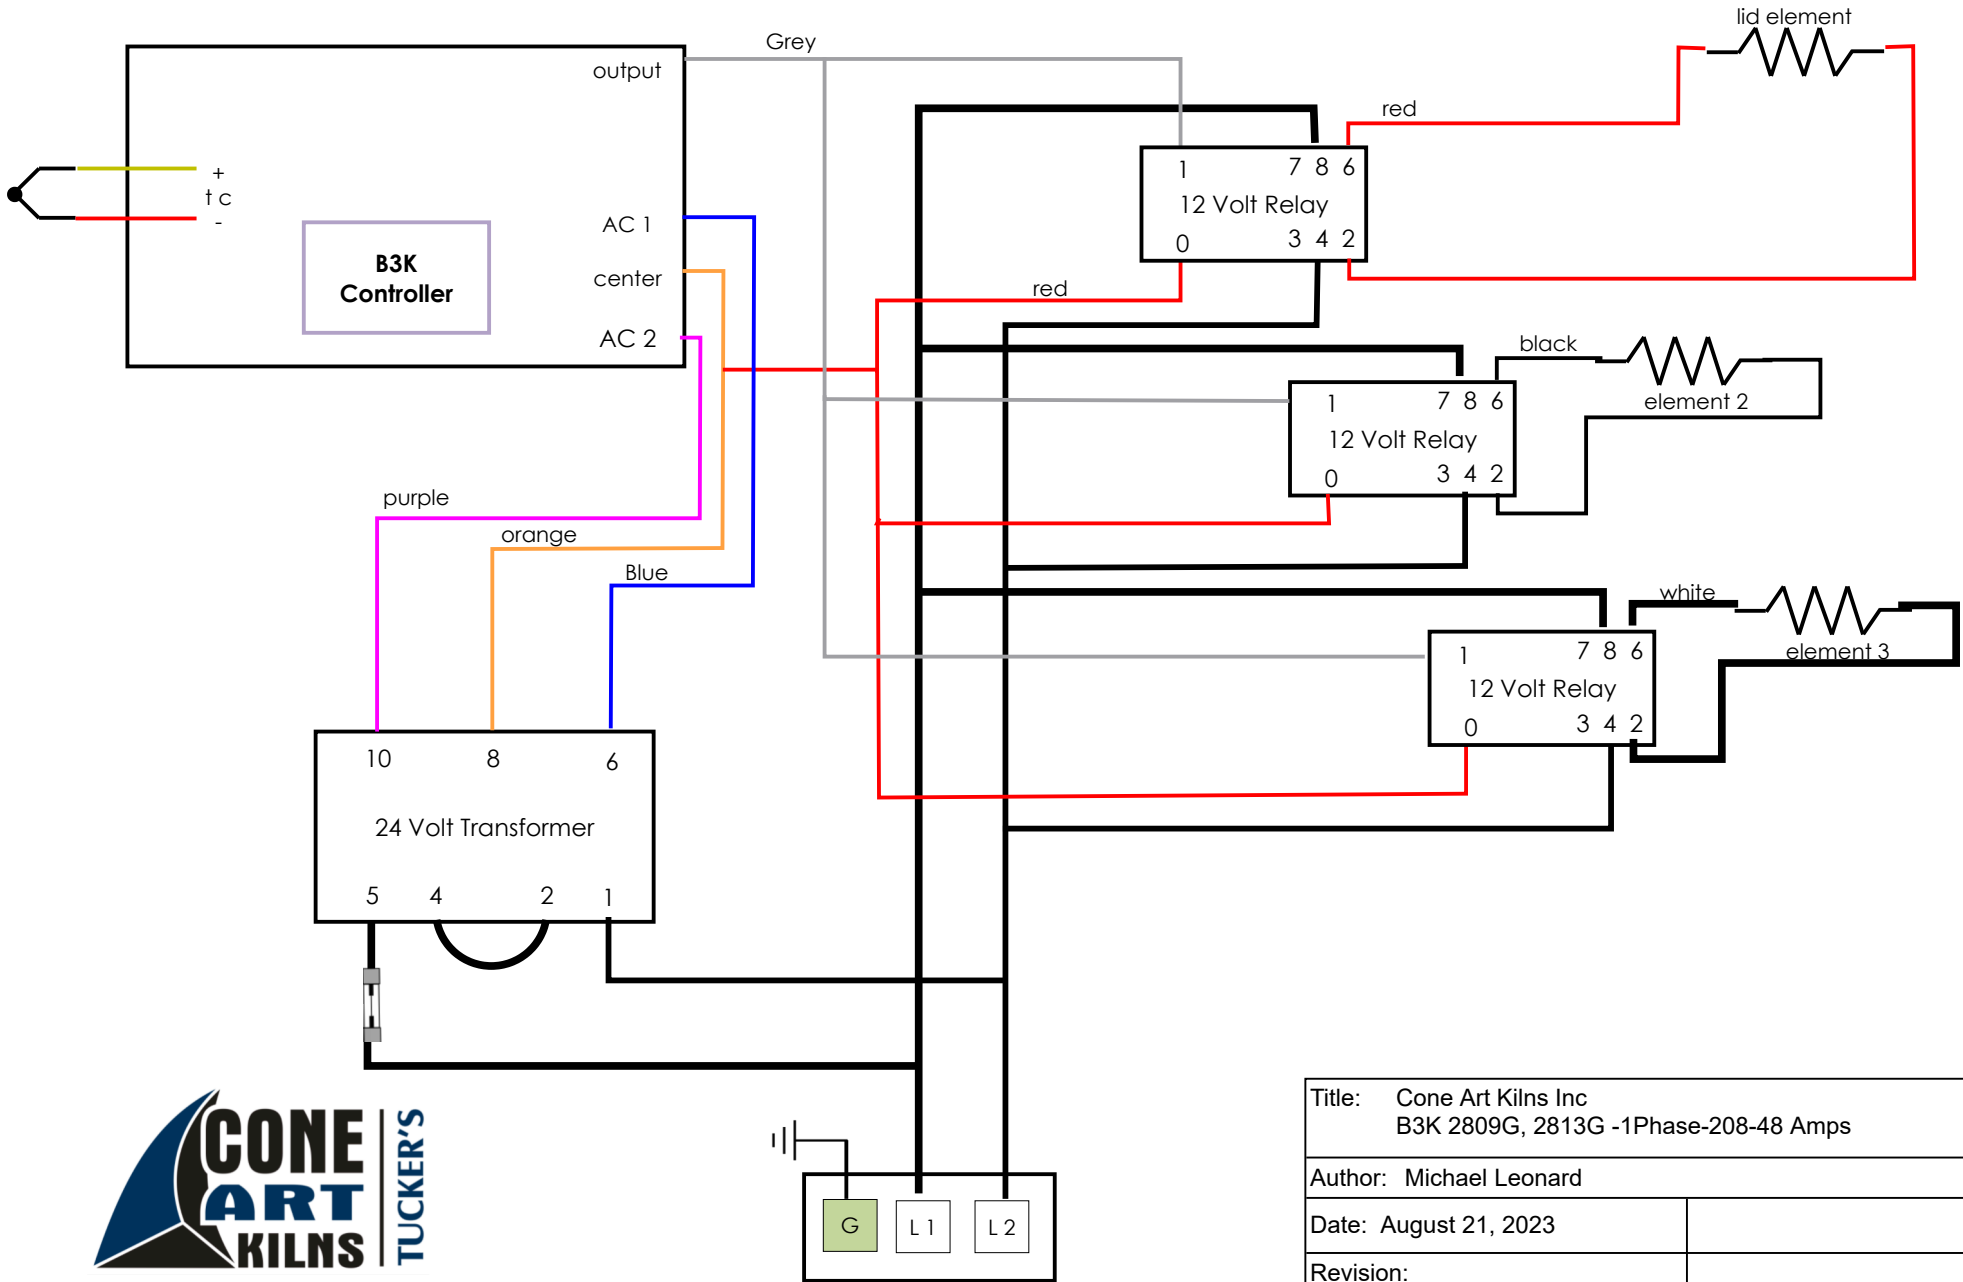 lid element
Grey
output
red
+
t c
-
1 7 8 6
12 Volt Relay
0 3 4 2
AC 1
B3K
Controller
center
AC 2
red
black
element 2
1 7 8 6
12 Volt Relay
0 3 4 2
purple
orange
Blue
white
element 3
1 7 8 6
12 Volt Relay
0 3 4 2
10 8 6
24 Volt Transformer
5 4 2 1
CONE
ART
KILNS
TUCKER'S
G L 1 L 2
Title: Cone Art Kilns Inc
B3K 2809G, 2813G -1Phase-208-48 Amps
Author: Michael Leonard
Date: August 21, 2023
Revision: